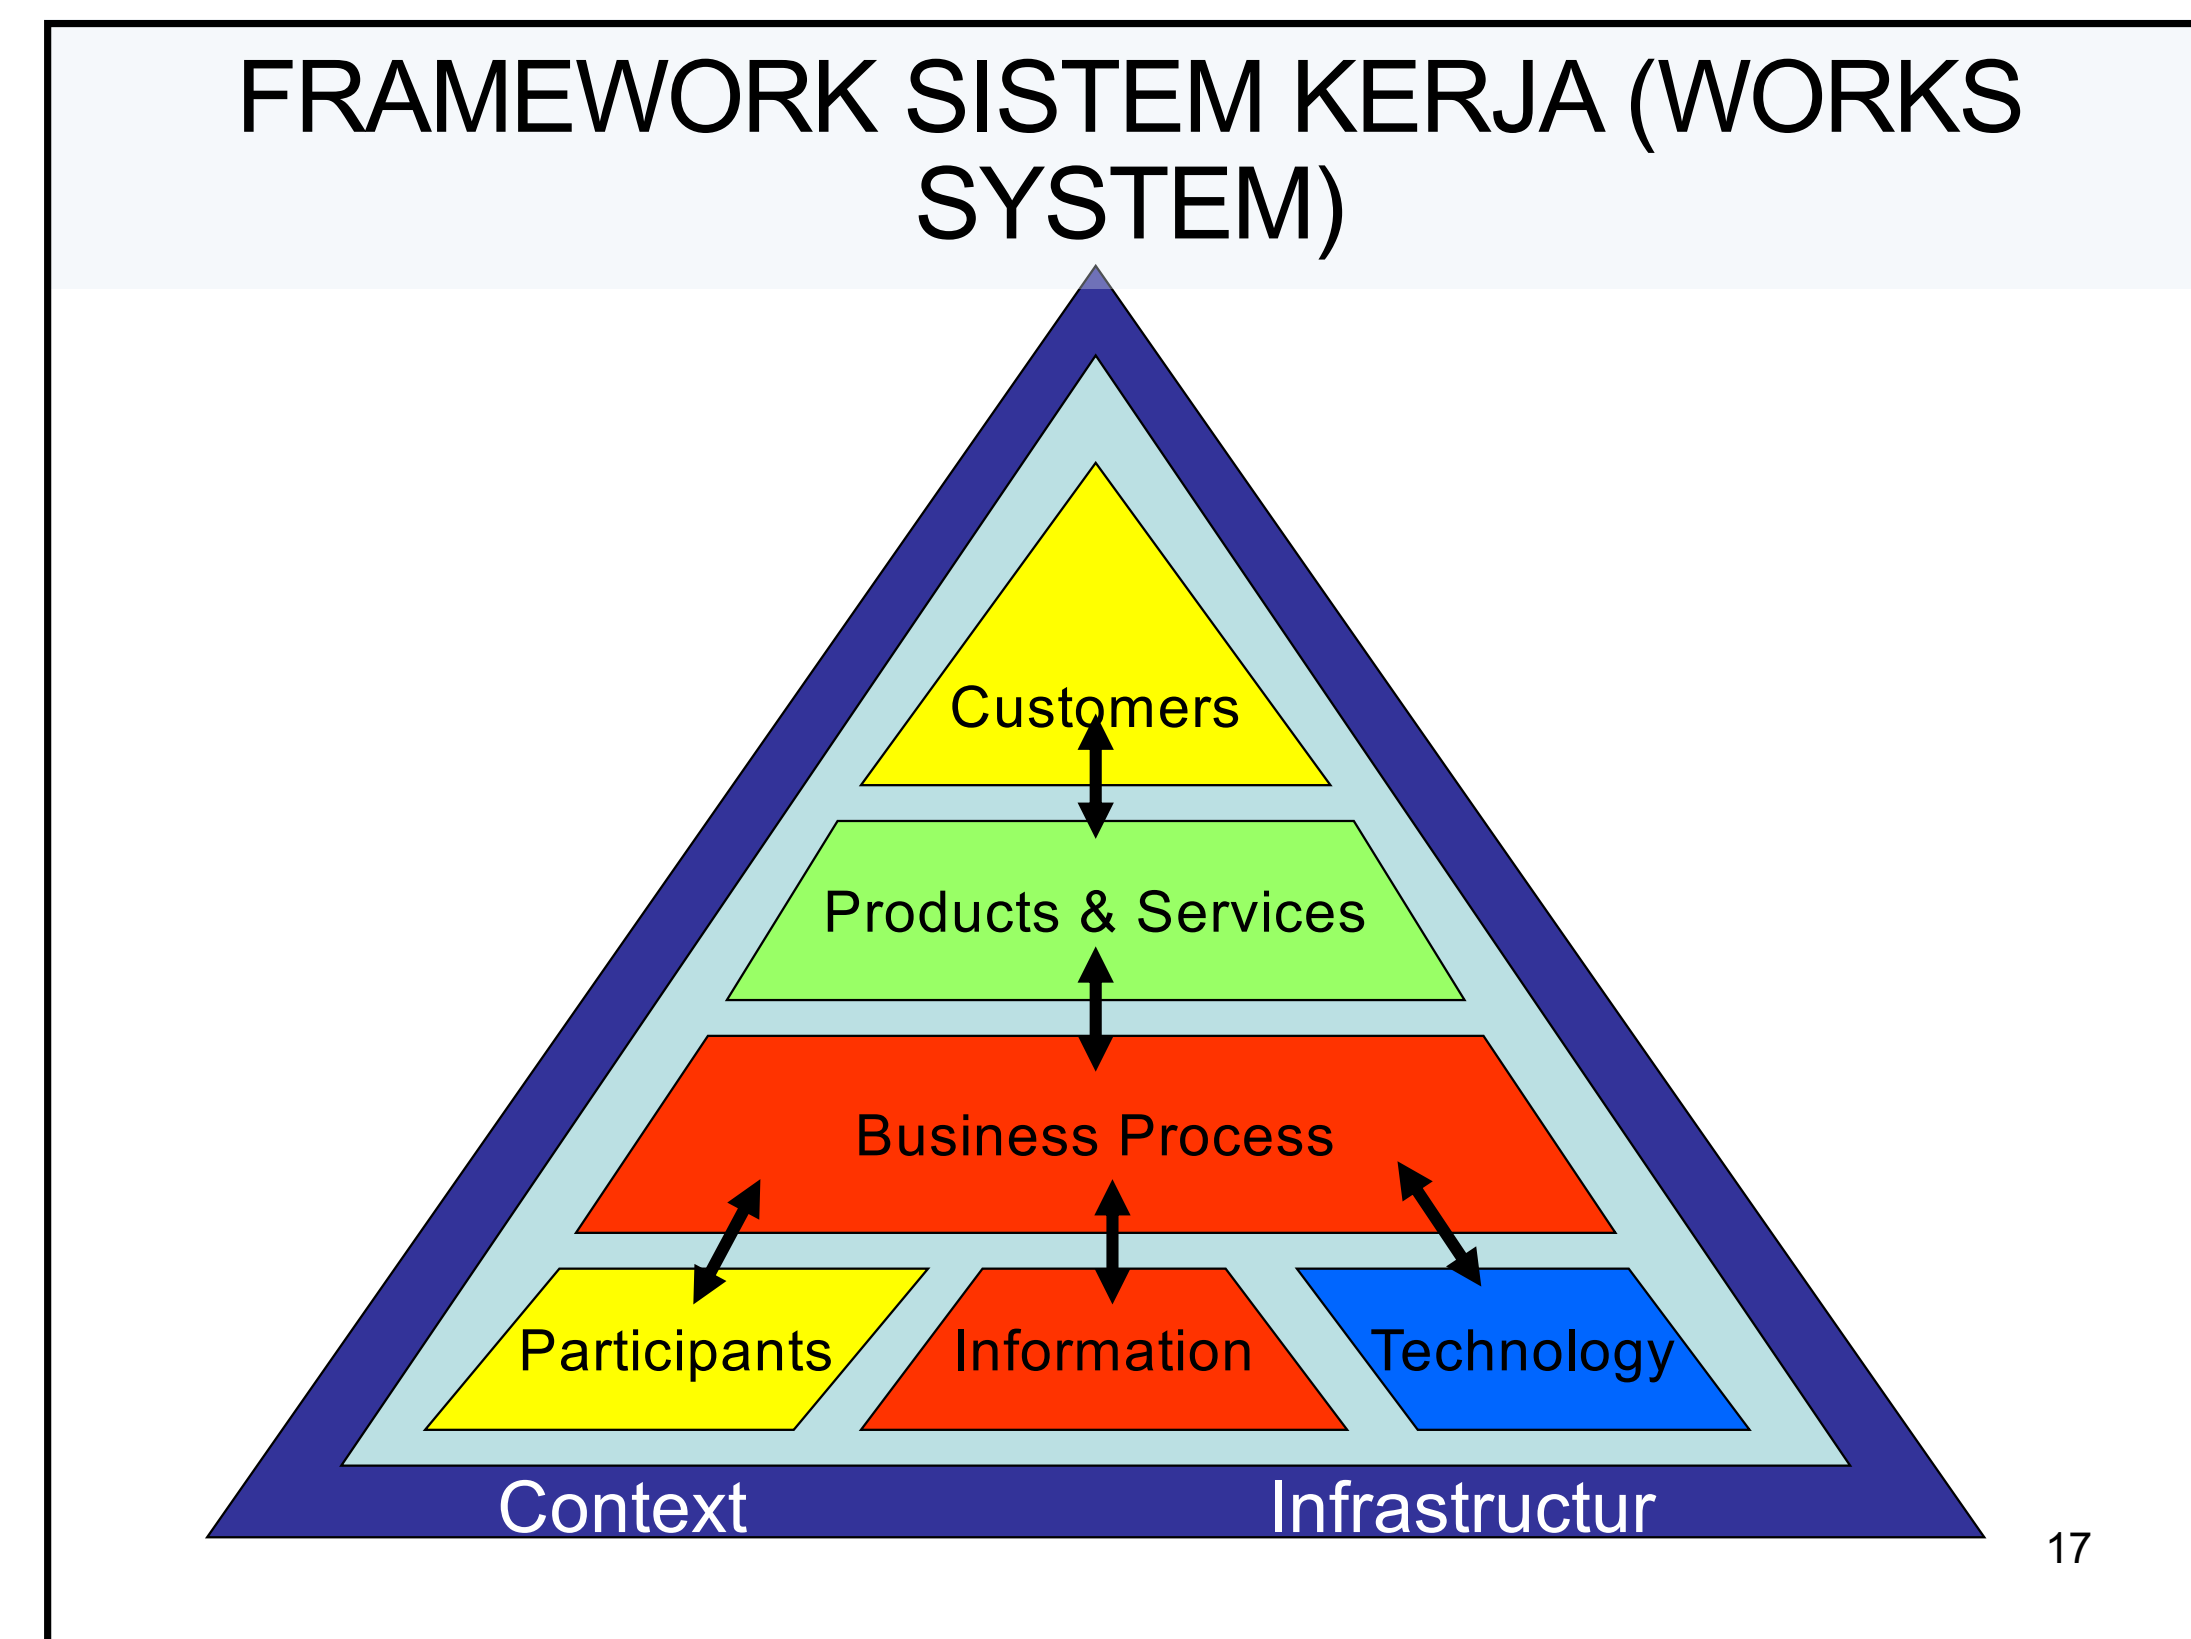 FRAMEWORK SISTEM KERJA (WORKS
SYSTEM)
Customers
Products & Services
Business Process
Participants Information Technology
Context Infrastructur
17